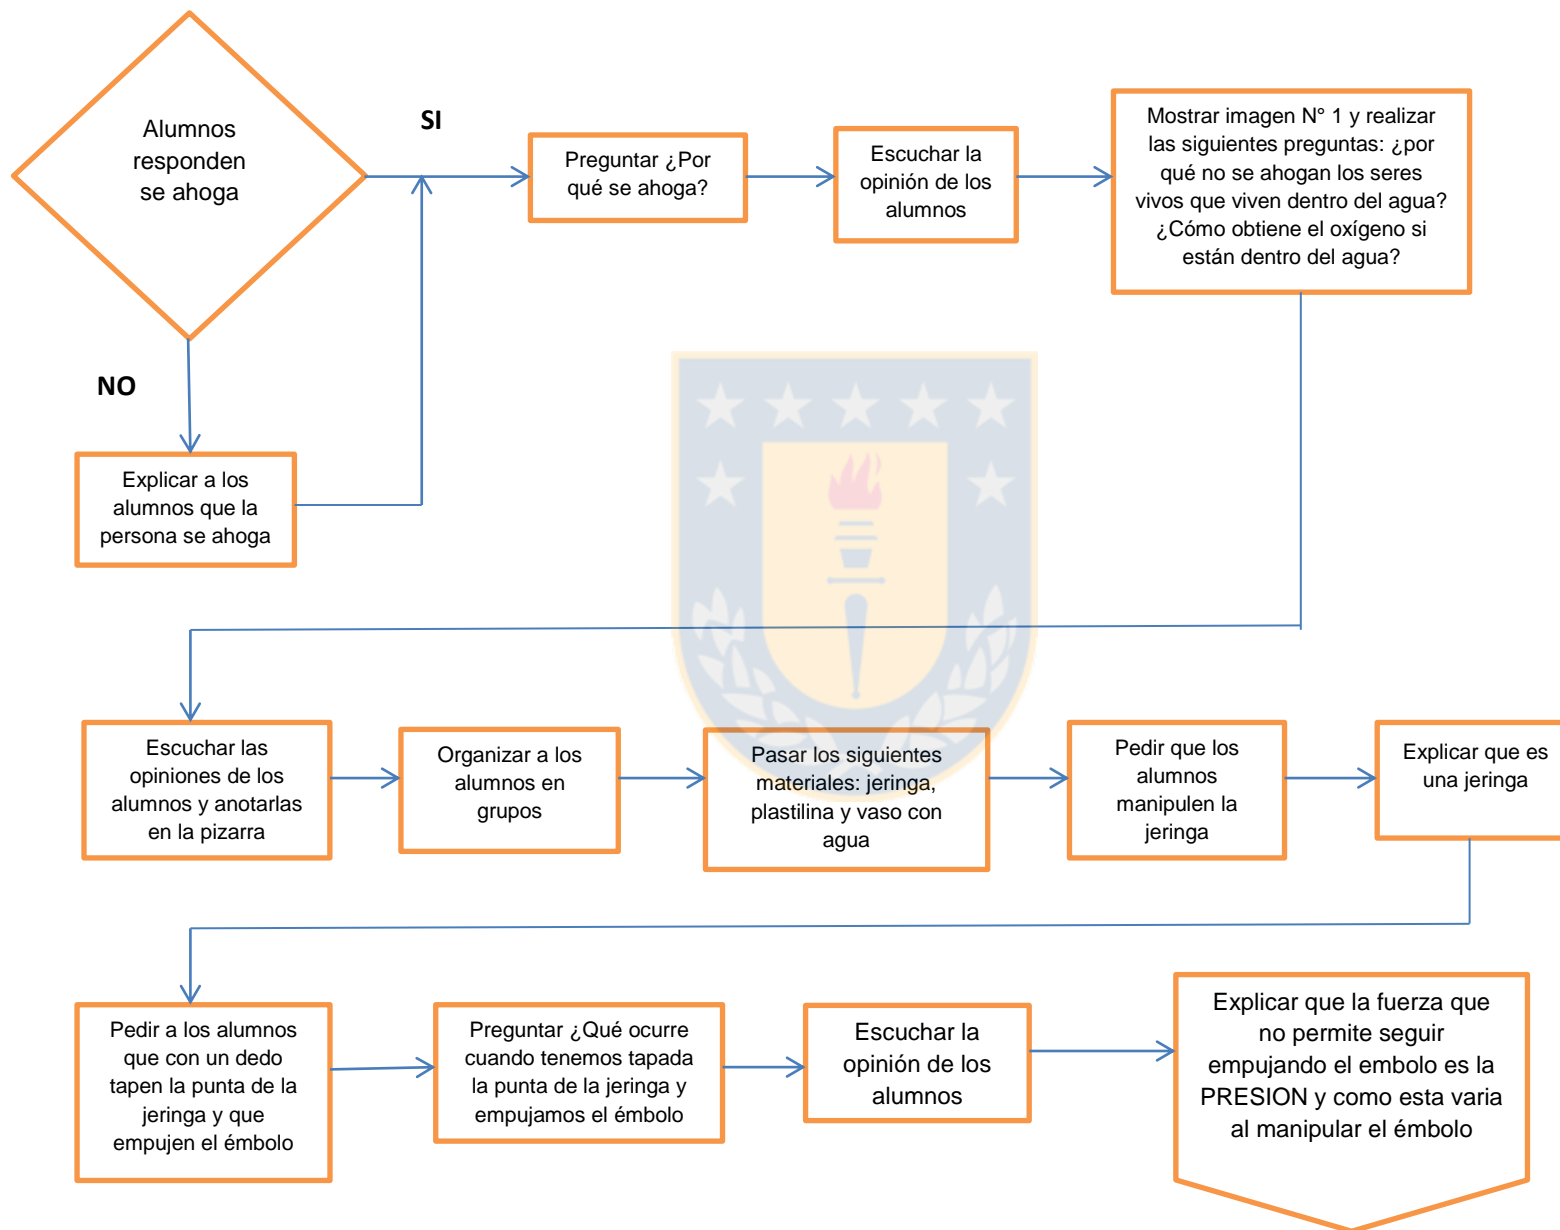 Alumnos
responden
se ahoga
SI
Preguntar ¿Por
qué se ahoga?
Escuchar la
opinión de los
alumnos
Mostrar imagen N° 1 y realizar
las siguientes preguntas: ¿por
qué no se ahogan los seres
vivos que viven dentro del agua?
¿Cómo obtiene el oxígeno si
están dentro del agua?
NO
Explicar a los
alumnos que la
persona se ahoga
Escuchar las
opiniones de los
alumnos y anotarlas
en la pizarra
Organizar a los
alumnos en
grupos
Pasar los siguientes
materiales: jeringa,
plastilina y vaso con
agua
Pedir que los
alumnos
manipulen la
jeringa
Explicar que es
una jeringa
Pedir a los alumnos
que con un dedo
tapen la punta de la
jeringa y que
empujen el émbolo
Preguntar ¿Qué ocurre
cuando tenemos tapada
la punta de la jeringa y
empujamos el émbolo
Escuchar la
opinión de los
alumnos
Explicar que la fuerza que
no permite seguir
empujando el embolo es la
PRESION y como esta varia
al manipular el émbolo